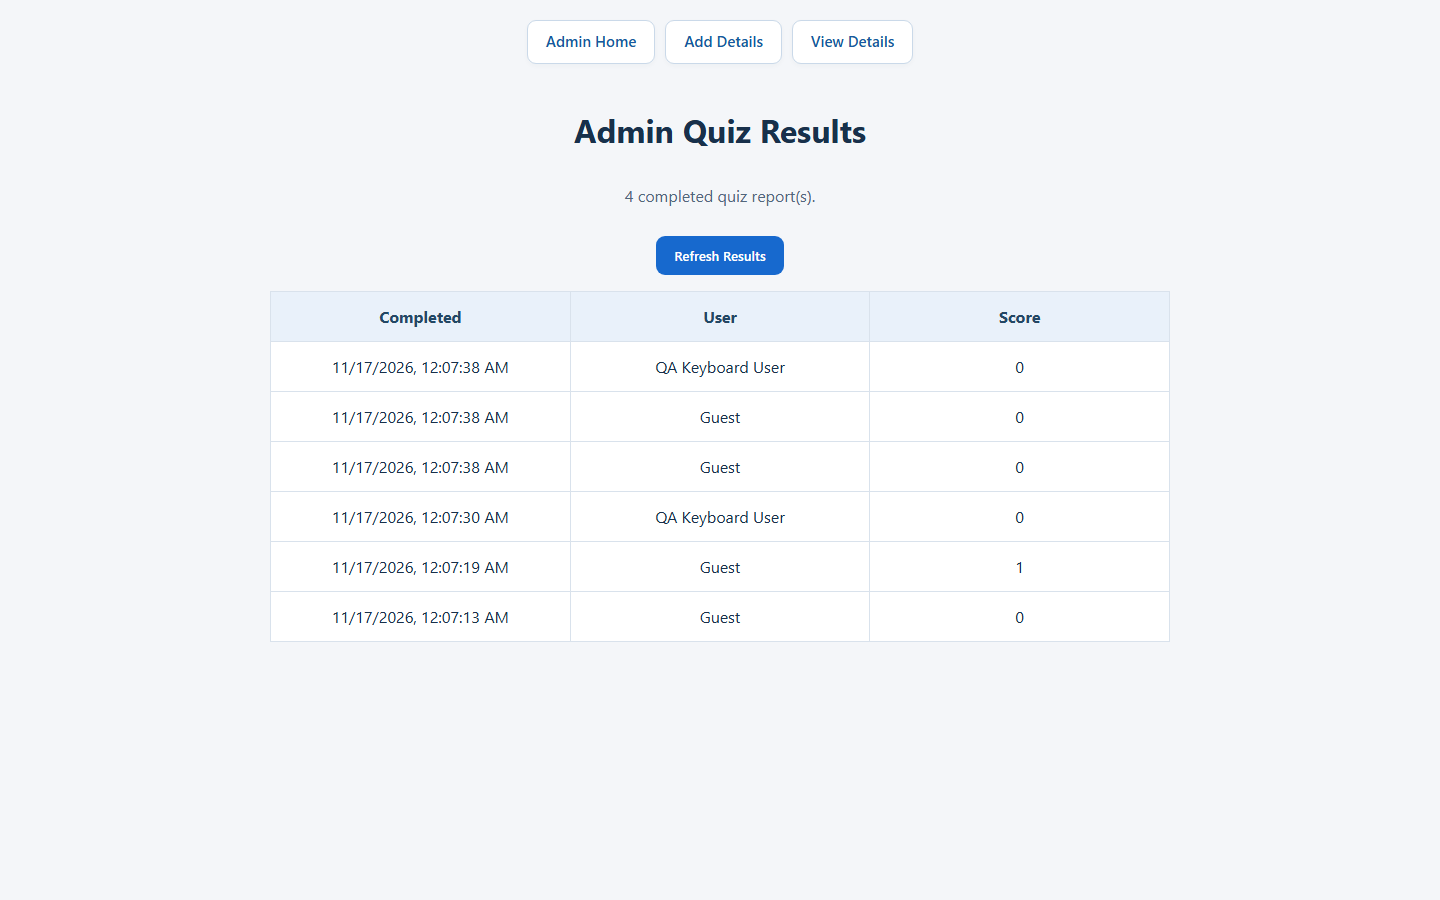 Admin Home Add Details View Details
Admin Quiz Results
4 completed quiz report(s).
Refresh Results
Completed User Score
11/17/2026, 12:07:38 AM QA Keyboard User 0
11/17/2026, 12:07:38 AM Guest 0
11/17/2026, 12:07:38 AM Guest 0
11/17/2026, 12:07:30 AM QA Keyboard User 0
11/17/2026, 12:07:19 AM Guest 1
11/17/2026, 12:07:13 AM Guest 0